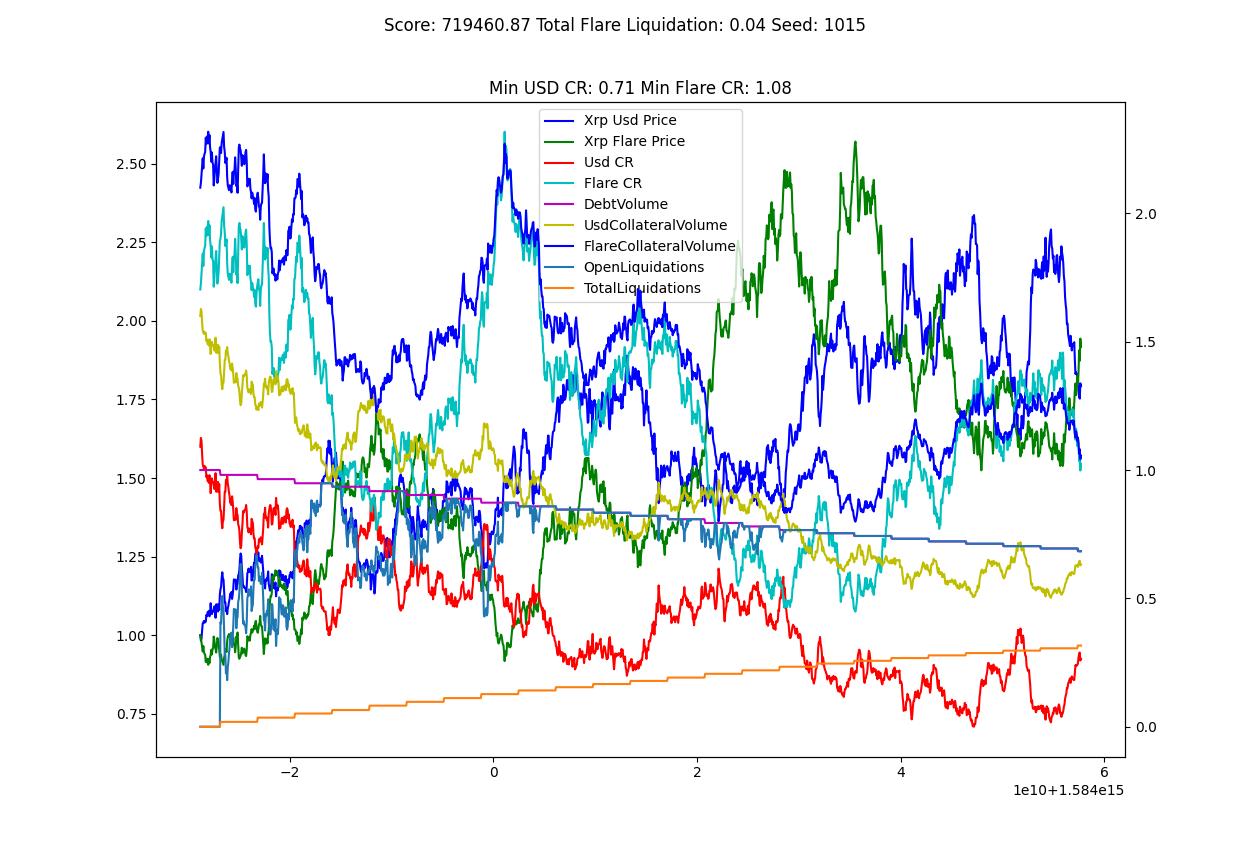 Score: 719460.87 Total Flare Liquidation: 0.04 Seed: 1015
Min USD CR: 0.71 Min Flare CR: 1.08
Xrp Usd Price
Xrp Flare Price
Usd CR
Flare CR
DebtVolume
UsdCollateralVolume
FlareCollateralVolume
OpenLiquidations
TotalLiquidations
2.50
2.25
2.00
1.75
1.50
1.25
1.00
0.75
2.0
1.5
1.0
0.5
0.0
−2 0 2 4 6
1e10+1.584e15